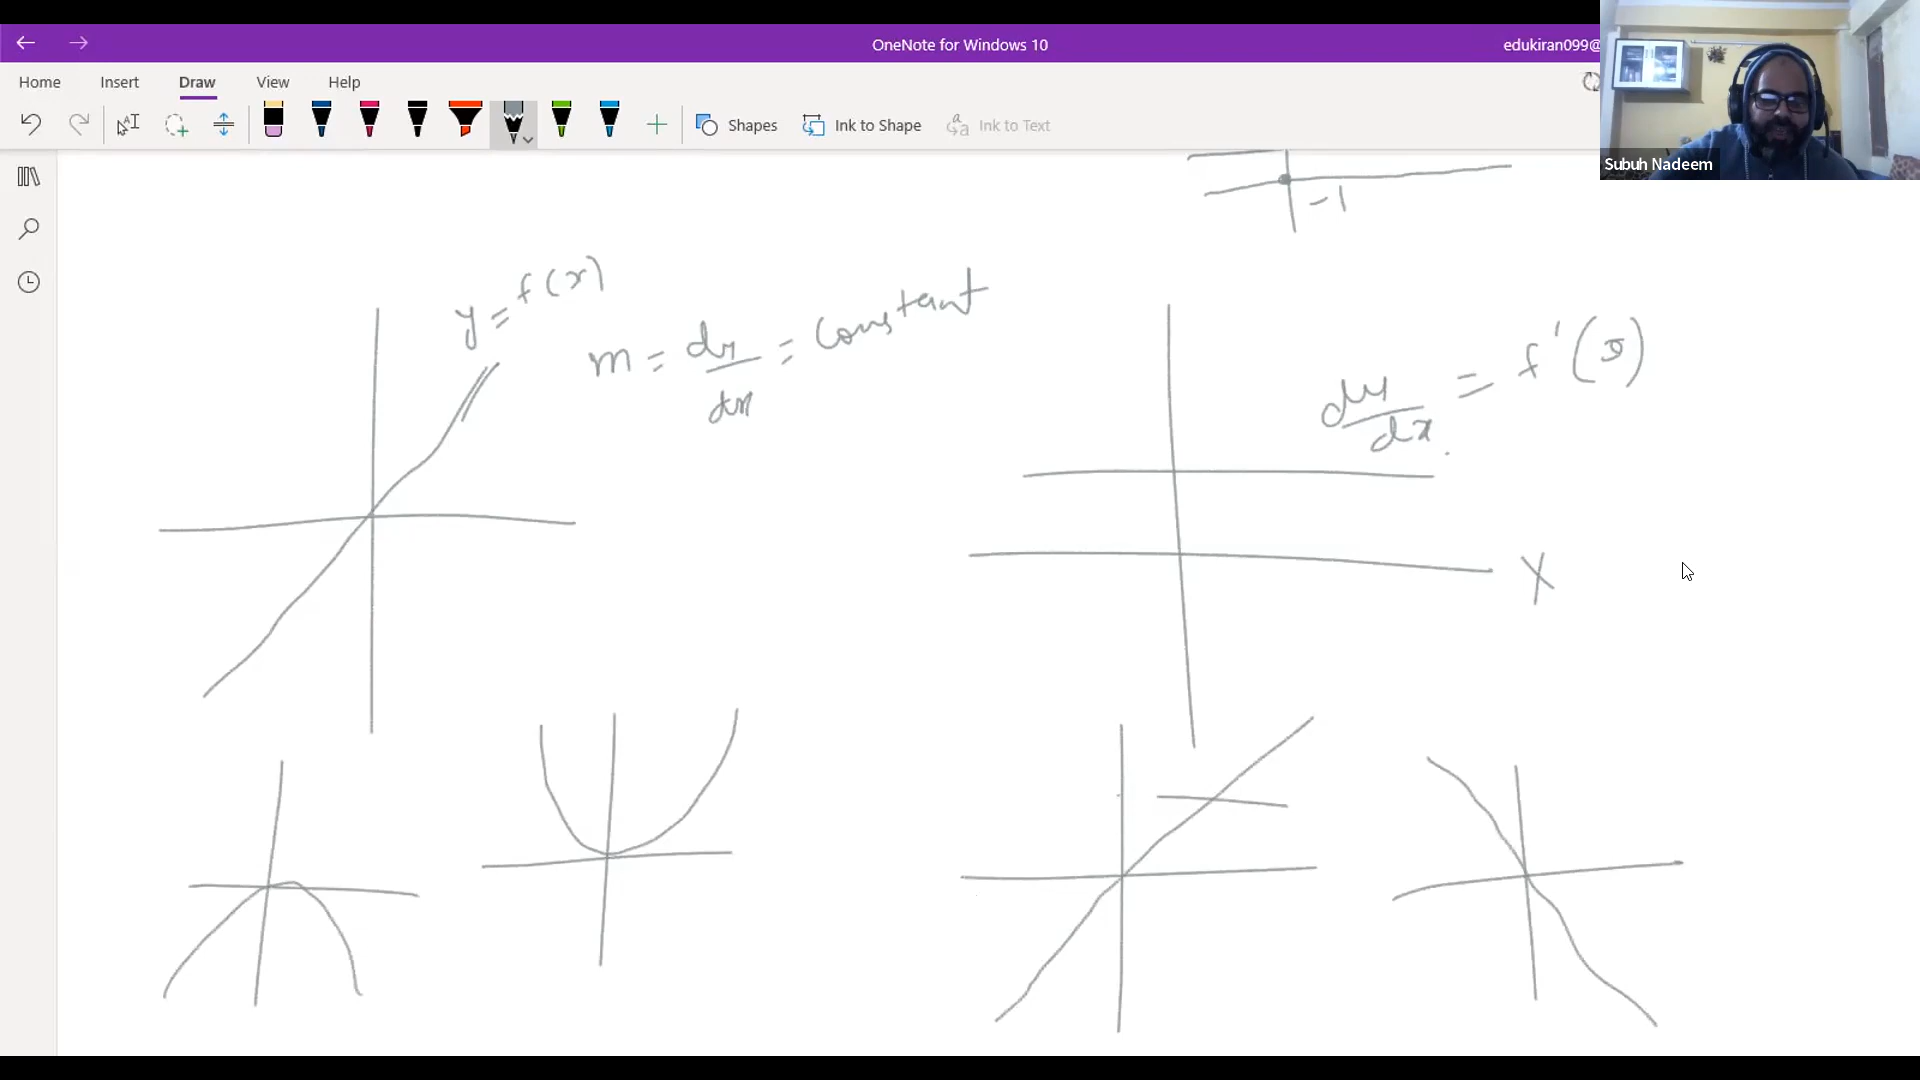 OneNote for Windows 10
edukiran099@
Home Insert Draw View Help
Shapes Ink to Shape Ink to Text
Subuh Nadeem
-1
y = f(x)
m = dy/dx = constant
dy/dx = f'(x)
X